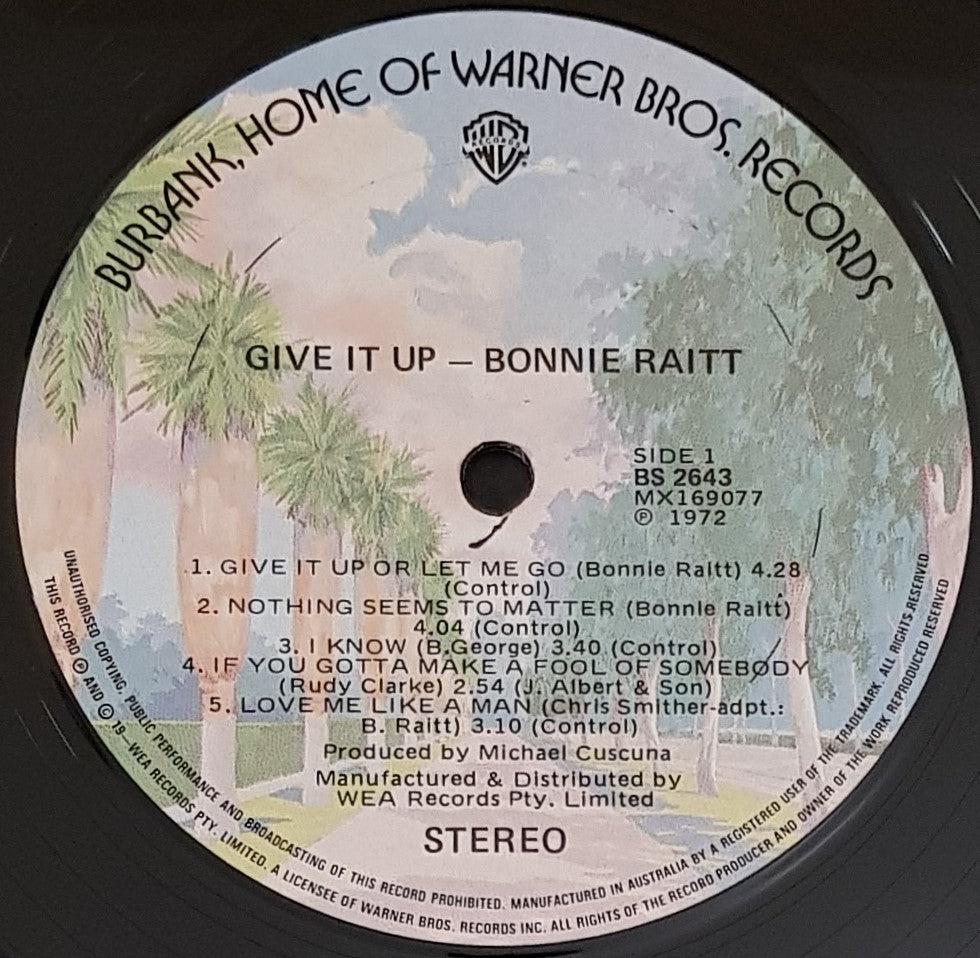 BURBANK, HOME OF WARNER BROS. RECORDS
RECORDS
GIVE IT UP — BONNIE RAITT
SIDE 1
BS 2643
MX169077
Ⓟ 1972
1. GIVE IT UP OR LET ME GO (Bonnie Raitt) 4.28
(Control)
2. NOTHING SEEMS TO MATTER (Bonnie Raitt)
4.04 (Control)
3. I KNOW (B.George) 3.40 (Control)
4. IF YOU GOTTA MAKE A FOOL OF SOMEBODY
(Rudy Clarke) 2.54 (J. Albert & Son)
5. LOVE ME LIKE A MAN (Chris Smither-adpt.:
B. Raitt) 3.10 (Control)
Produced by Michael Cuscuna
Manufactured & Distributed by
WEA Records Pty. Limited
STEREO
UNAUTHORISED COPYING, PUBLIC PERFORMANCE AND BROADCASTING OF THIS RECORD PROHIBITED. MANUFACTURED IN AUSTRALIA BY A REGISTERED USER OF THE TRADEMARK. ALL RIGHTS RESERVED
THIS RECORD Ⓟ AND © 19—WEA RECORDS PTY. LIMITED. A LICENSEE OF WARNER BROS. RECORDS INC. ALL RIGHTS OF THE RECORD PRODUCER AND OWNER OF THE WORK REPRODUCED RESERVED